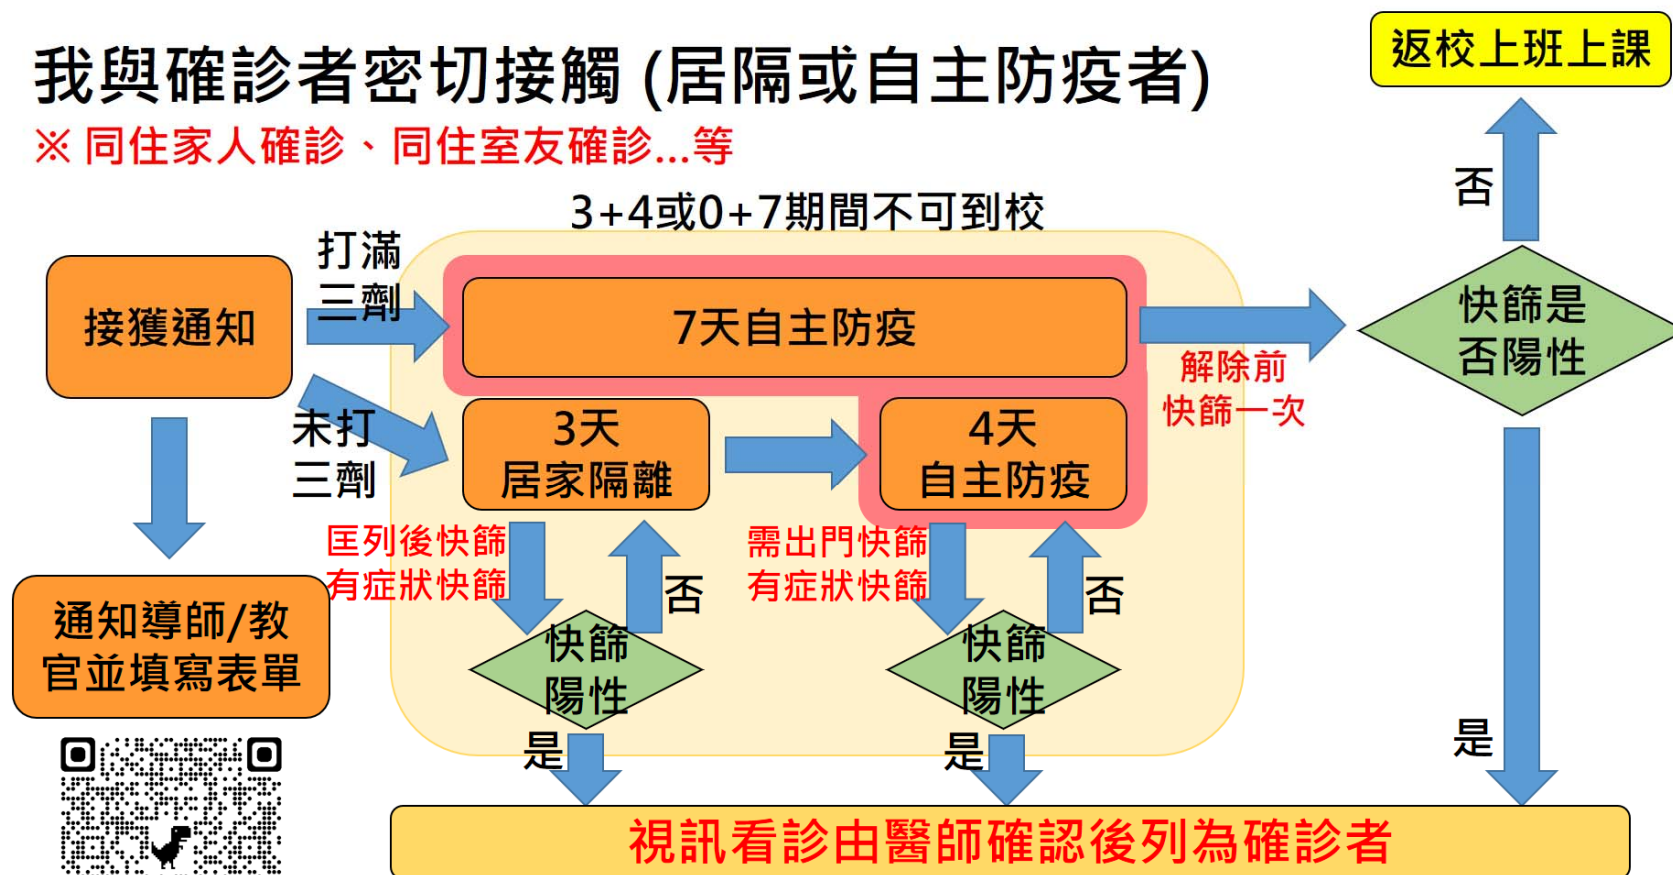 返校上班上課
我與確診者密切接觸 (居隔或自主防疫者)
※ 同住家人確診、同住室友確診...等
3+4或0+7期間不可到校
否
打滿
三劑
接獲通知
7天自主防疫
快篩是
否陽性
解除前
快篩一次
未打
三劑
3天
居家隔離
4天
自主防疫
匡列後快篩
有症狀快篩
否
需出門快篩
有症狀快篩
否
通知導師/教
官並填寫表單
快篩
陽性
快篩
陽性
是
是
是
視訊看診由醫師確認後列為確診者